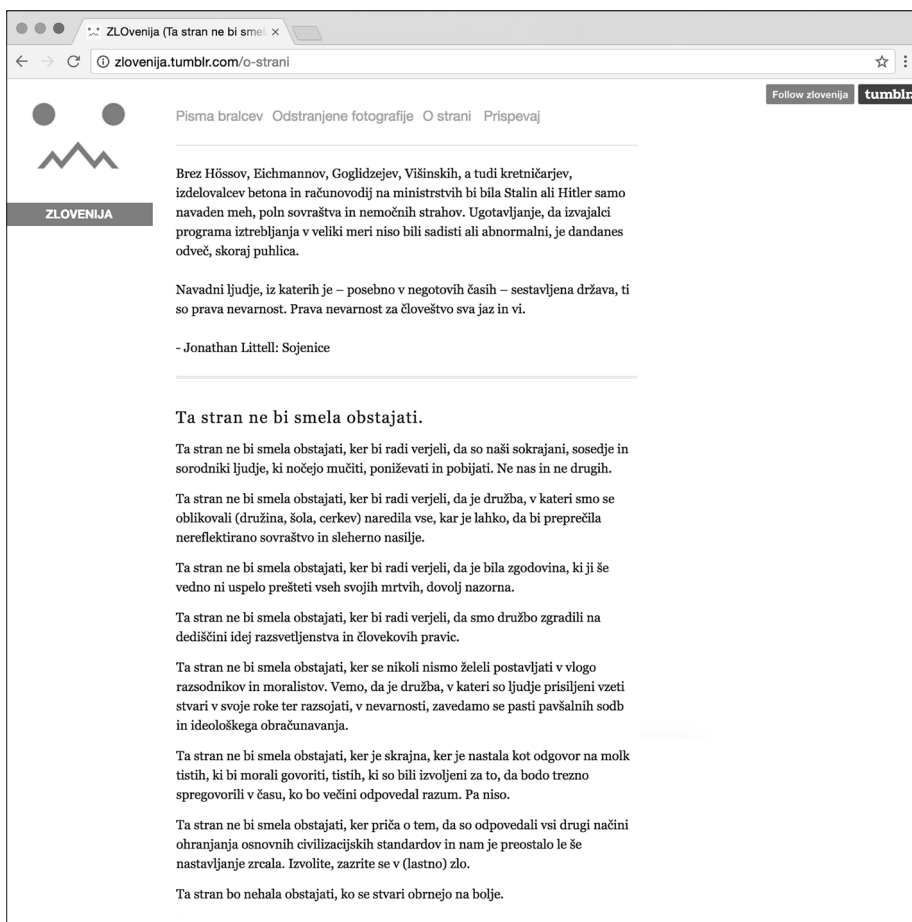 ZLOvenija (Ta stran ne bi smel
zlovenija.tumblr.com/o-strani
Follow zlovenija tumblr.
Pisma bralcev Odstranjene fotografije O strani Prispevaj
ZLOVENIJA
Brez Hössov, Eichmannov, Goglidzejev, Višinskih, a tudi kretničarjev,
izdelovalcev betona in računovodij na ministrstvih bi bila Stalin ali Hitler samo
navaden meh, poln sovraštva in nemočnih strahov. Ugotavljanje, da izvajalci
programa iztrebljanja v veliki meri niso bili sadisti ali abnormalni, je dandanes
odveč, skoraj puhlica.
Navadni ljudje, iz katerih je – posebno v negotovih časih – sestavljena država, ti
so prava nevarnost. Prava nevarnost za človeštvo sva jaz in vi.
- Jonathan Littell: Sojenice
Ta stran ne bi smela obstajati.
Ta stran ne bi smela obstajati, ker bi radi verjeli, da so naši sokrajani, sosedje in
sorodniki ljudje, ki nočejo mučiti, poniževati in pobijati. Ne nas in ne drugih.
Ta stran ne bi smela obstajati, ker bi radi verjeli, da je družba, v kateri smo se
oblikovali (družina, šola, cerkev) naredila vse, kar je lahko, da bi preprečila
nereflektirano sovraštvo in sleherno nasilje.
Ta stran ne bi smela obstajati, ker bi radi verjeli, da je bila zgodovina, ki ji še
vedno ni uspelo prešteti vseh svojih mrtvih, dovolj nazorna.
Ta stran ne bi smela obstajati, ker bi radi verjeli, da smo družbo zgradili na
dediščini idej razsvetljenstva in človekovih pravic.
Ta stran ne bi smela obstajati, ker se nikoli nismo želeli postavljati v vlogo
razsodnikov in moralistov. Vemo, da je družba, v kateri so ljudje prisiljeni vzeti
stvari v svoje roke ter razsojati, v nevarnosti, zavedamo se pasti pavšalnih sodb
in ideološkega obračunavanja.
Ta stran ne bi smela obstajati, ker je skrajna, ker je nastala kot odgovor na molk
tistih, ki bi morali govoriti, tistih, ki so bili izvoljeni za to, da bodo trezno
spregovorili v času, ko bo večini odpovedal razum. Pa niso.
Ta stran ne bi smela obstajati, ker priča o tem, da so odpovedali vsi drugi načini
ohranjanja osnovnih civilizacijskih standardov in nam je preostalo le še
nastavljanje zrcala. Izvolite, zazrite se v (lastno) zlo.
Ta stran bo nehala obstajati, ko se stvari obrnejo na bolje.